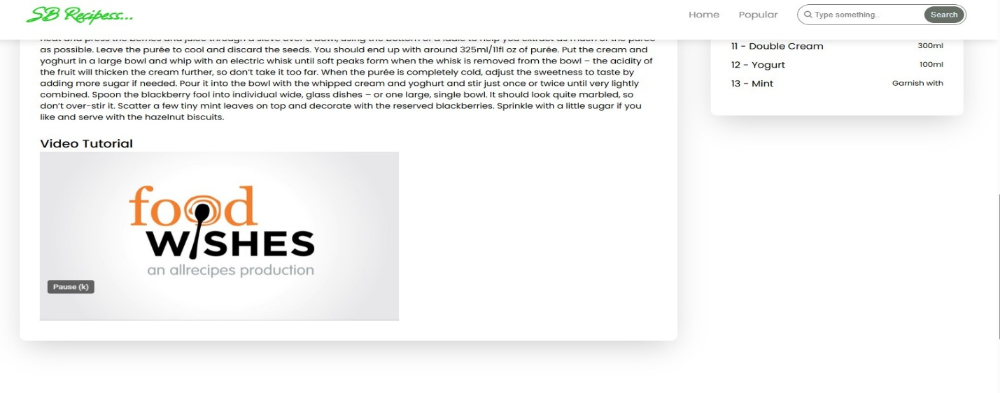 SB Recipess...
Home
Popular
Type something..
Search
heat and press the berries and juice through a sieve over a bowl, using the bottom of a ladle to help you extract as much of the purée
as possible. Leave the purée to cool and discard the seeds. You should end up with around 325ml/11fl oz of purée. Put the cream and
yoghurt in a large bowl and whip with an electric whisk until soft peaks form when the whisk is removed from the bowl – the acidity of
the fruit will thicken the cream further, so don’t take it too far. When the purée is completely cold, adjust the sweetness to taste by
adding more sugar if needed. Pour it into the bowl with the whipped cream and yoghurt and stir just once or twice until very lightly
combined. Spoon the blackberry fool into individual wide, glass dishes – or one large, single bowl. It should look quite marbled, so
don’t over-stir it. Scatter a few tiny mint leaves on top and decorate with the reserved blackberries. Sprinkle with a little sugar if you
like and serve with the hazelnut biscuits.
Video Tutorial
food
WISHES
an allrecipes production
Pause (k)
11 - Double Cream 300ml
12 - Yogurt 100ml
13 - Mint Garnish with